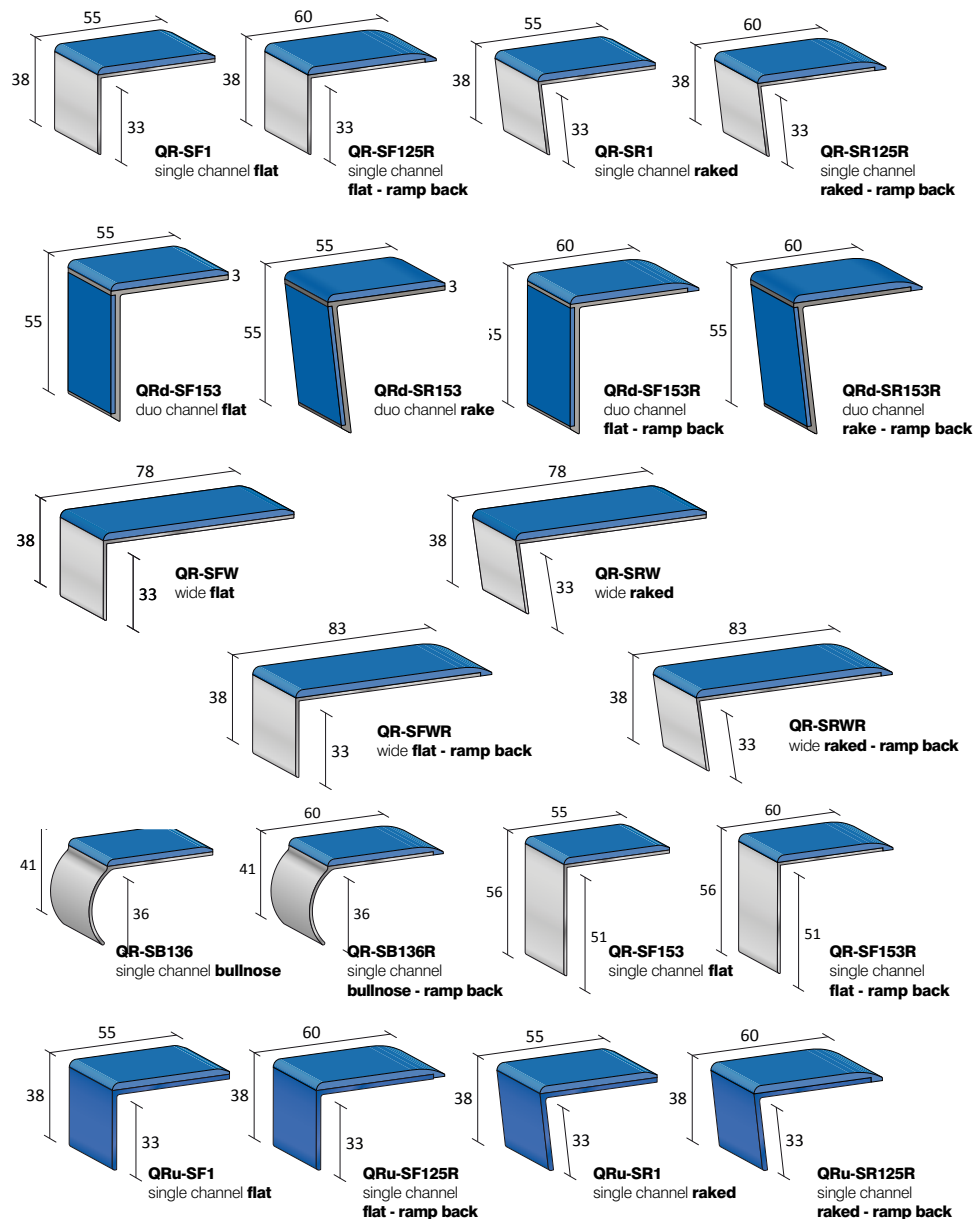 55
38
33
QR-SF1
single channel flat
60
38
33
QR-SF125R
single channel
flat - ramp back
55
38
33
QR-SR1
single channel raked
60
38
33
QR-SR125R
single channel
raked - ramp back
55
3
55
QRd-SF153
duo channel flat
55
3
55
QRd-SR153
duo channel rake
60
55
QRd-SF153R
duo channel
flat - ramp back
60
55
QRd-SR153R
duo channel
rake - ramp back
78
38
33
QR-SFW
wide flat
78
38
33
QR-SRW
wide raked
83
38
33
QR-SFWR
wide flat - ramp back
83
38
33
QR-SRWR
wide raked - ramp back
41
36
QR-SB136
single channel bullnose
60
41
36
QR-SB136R
single channel
bullnose - ramp back
55
56
51
QR-SF153
single channel flat
60
56
51
QR-SF153R
single channel
flat - ramp back
55
38
33
QRu-SF1
single channel flat
60
38
33
QRu-SF125R
single channel
flat - ramp back
55
38
33
QRu-SR1
single channel raked
60
38
33
QRu-SR125R
single channel
raked - ramp back